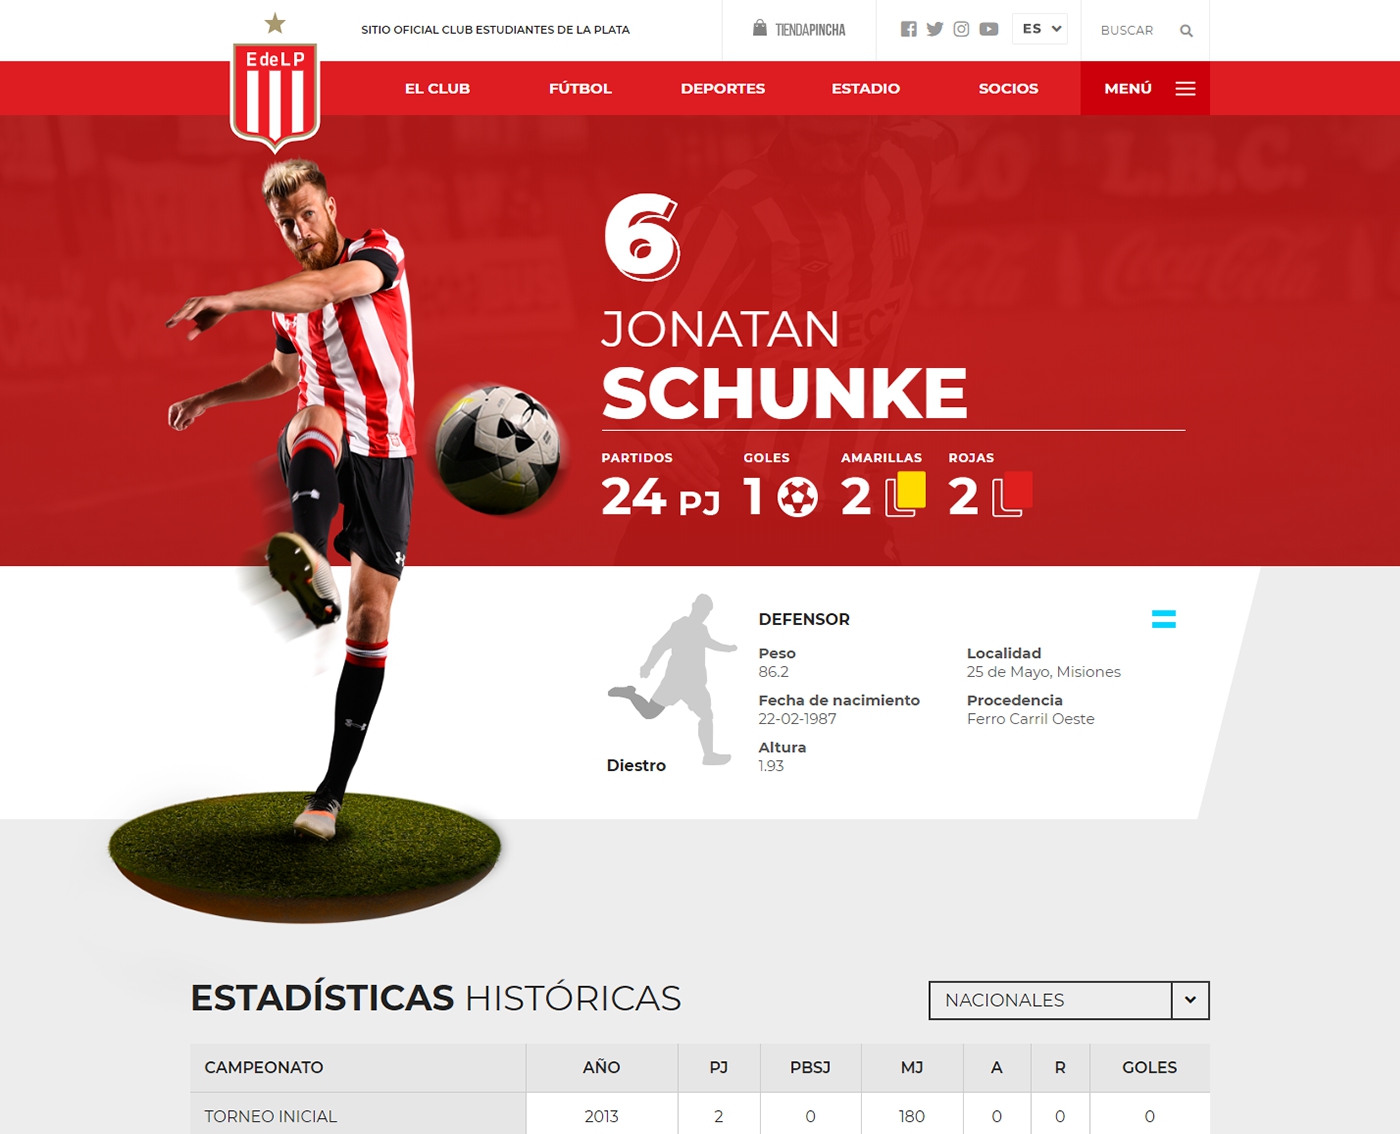 SITIO OFICIAL CLUB ESTUDIANTES DE LA PLATA
TIENDAPINCHA
ES
BUSCAR
EdeLP
EL CLUB
FÚTBOL
DEPORTES
ESTADIO
SOCIOS
MENÚ
L.B.C.
Coca-Cola
6
JONATAN
SCHUNKE
PARTIDOS GOLES AMARILLAS ROJAS
24 PJ 1 2 2
DEFENSOR
Peso
86.2
Fecha de nacimiento
22-02-1987
Altura
1.93
Localidad
25 de Mayo, Misiones
Procedencia
Ferro Carril Oeste
Diestro
ESTADÍSTICAS HISTÓRICAS
NACIONALES
CAMPEONATO AÑO PJ PBSJ MJ A R GOLES
TORNEO INICIAL 2013 2 0 180 0 0 0